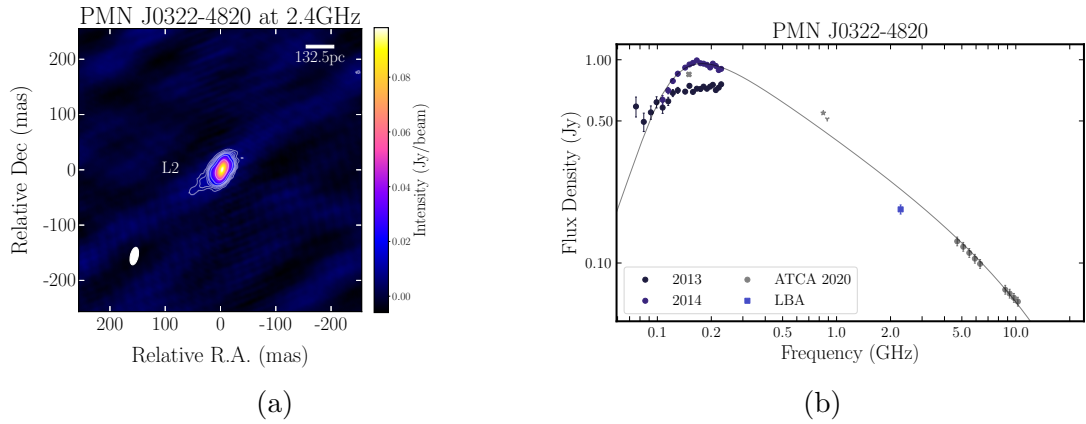 PMN J0322-4820 at 2.4GHz
132.5pc
L2
200
100
0
-100
-200
Relative Dec (mas)
200
100
0
-100
-200
Relative R.A. (mas)
0.08
0.06
0.04
0.02
0.00
Intensity (Jy/beam)
(a)
PMN J0322-4820
1.00
0.50
0.10
Flux Density (Jy)
2013
2014
ATCA 2020
LBA
0.1
0.2
0.5
1.0
2.0
5.0
10.0
Frequency (GHz)
(b)